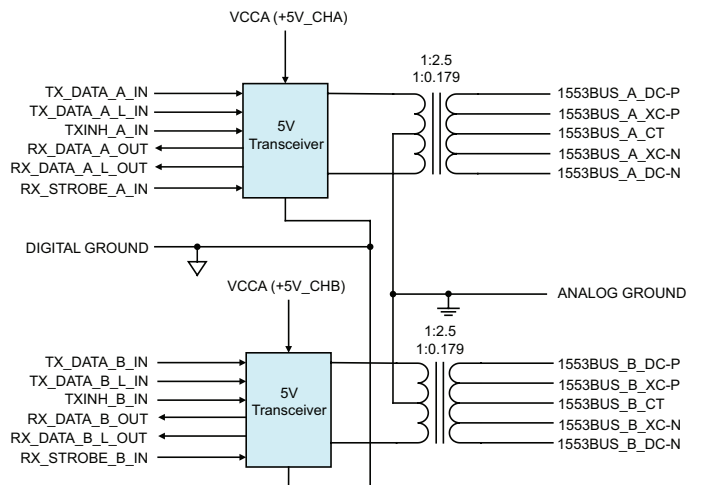 VCCA (+5V_CHA)
1:2.5
1:0.179
TX_DATA_A_IN
TX_DATA_A_L_IN
TXINH_A_IN
RX_DATA_A_OUT
RX_DATA_A_L_OUT
RX_STROBE_A_IN
5V
Transceiver
1553BUS_A_DC-P
1553BUS_A_XC-P
1553BUS_A_CT
1553BUS_A_XC-N
1553BUS_A_DC-N
DIGITAL GROUND
VCCA (+5V_CHB)
ANALOG GROUND
1:2.5
1:0.179
TX_DATA_B_IN
TX_DATA_B_L_IN
TXINH_B_IN
RX_DATA_B_OUT
RX_DATA_B_L_OUT
RX_STROBE_B_IN
5V
Transceiver
1553BUS_B_DC-P
1553BUS_B_XC-P
1553BUS_B_CT
1553BUS_B_XC-N
1553BUS_B_DC-N